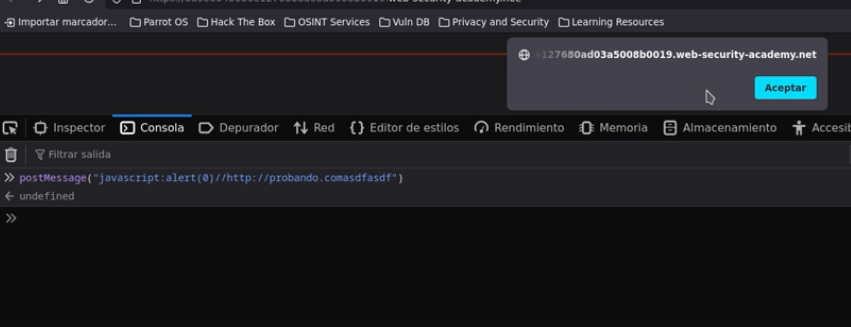 Importar marcador... Parrot OS Hack The Box OSINT Services Vuln DB Privacy and Security Learning Resources
127680ad03a5008b0019.web-security-academy.net
Aceptar
Inspector Consola Depurador Red Editor de estilos Rendimiento Memoria Almacenamiento Accesib
Filtrar salida
» postMessage("javascript:alert(0)//http://probando.comasdfasdf")
← undefined
»